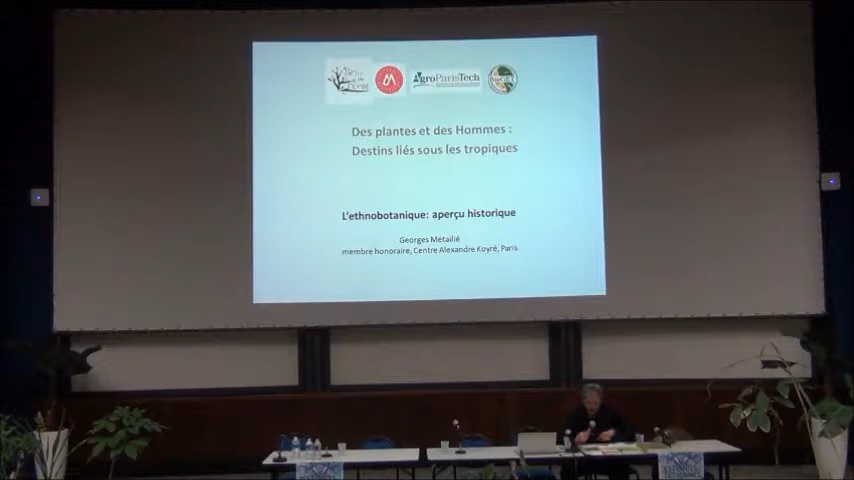 AgroParisTech
Des plantes et des Hommes :
Destins liés sous les tropiques
L'ethnobotanique: aperçu historique
Georges Métailié
membre honoraire, Centre Alexandre Koyré, Paris